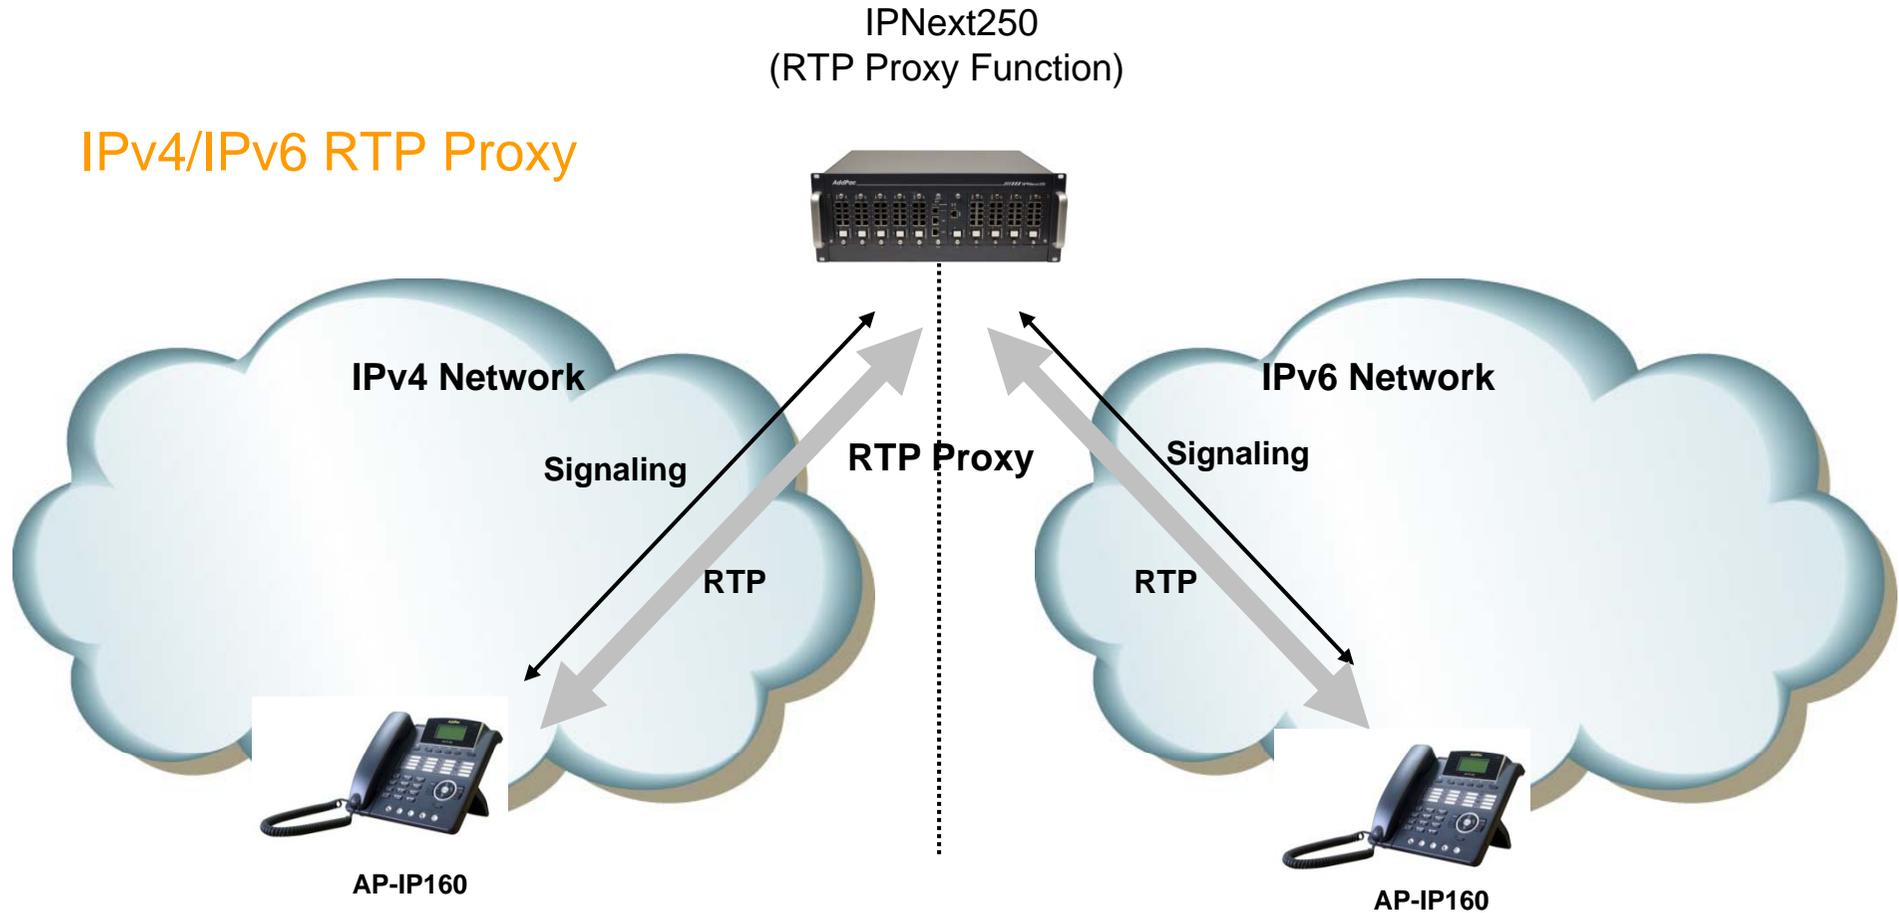 IPNext250
(RTP Proxy Function)
IPv4/IPv6 RTP Proxy
AddPac
IPv4 Network
IPv6 Network
Signaling
RTP Proxy
Signaling
RTP
RTP
AP-IP160
AP-IP160